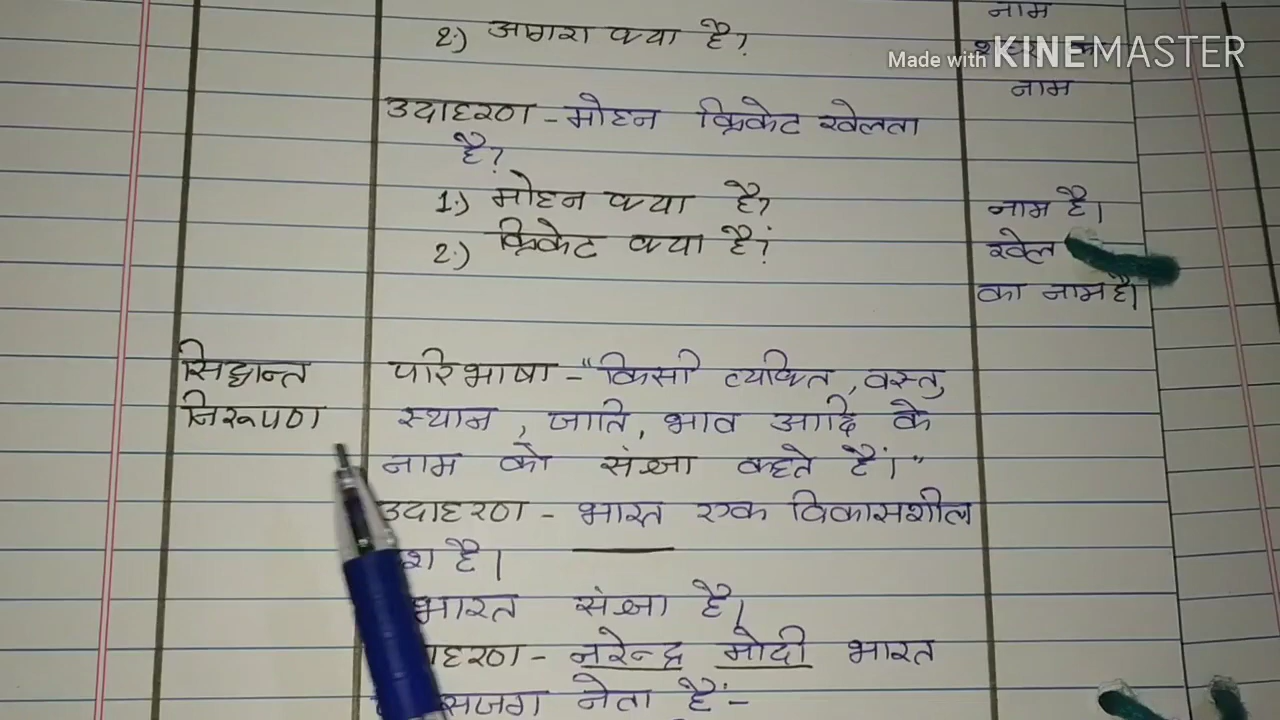 नाम
2.) आगरा क्या है?
Made with KINEMASTER
नाम
उदाहरण - मोहन क्रिकेट खेलता
है?
1.) मोहन क्या है?
नाम है।
2.) क्रिकेट क्या है?
खेल
का नाम है।
सिद्धान्त
निरूपण
परिभाषा - "किसी व्यक्ति, वस्तु
स्थान, जाति, भाव आदि के
नाम को संज्ञा कहते हैं।"
उदाहरण - भारत एक विकासशील
है।
भारत संज्ञा है।
नरेन्द्र मोदी भारत
सजग नेता हैं:-